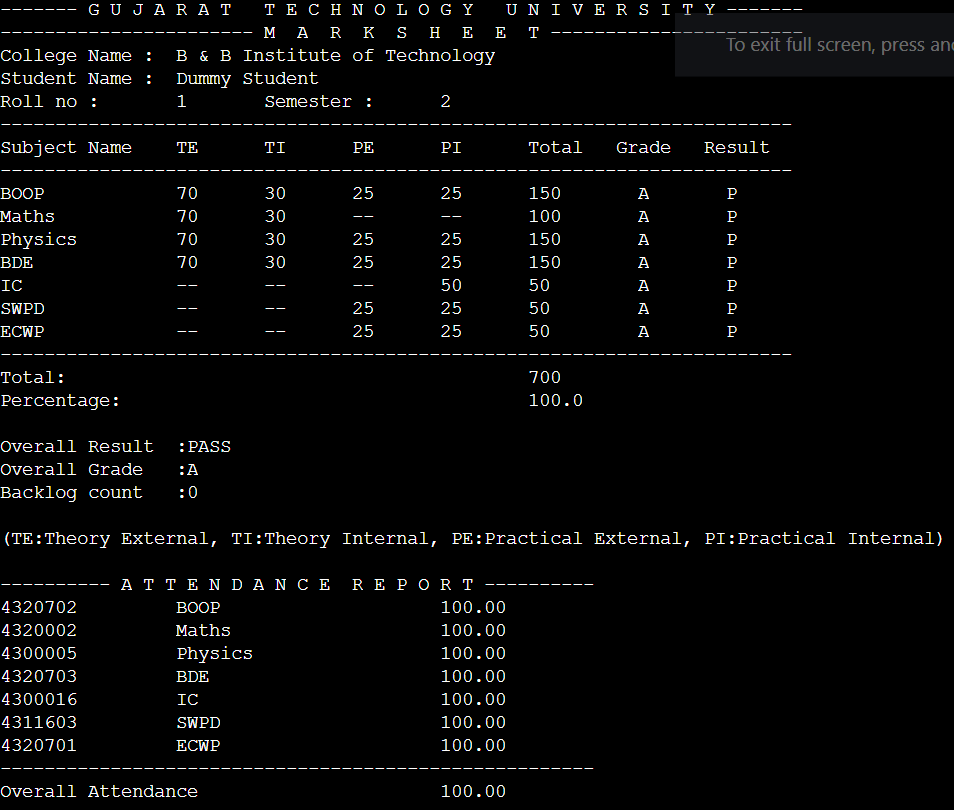 ------- G U J A R A T   T E C H N O L O G Y   U N I V E R S I T Y -------
----------------------- M A R K S H E E T -----------------------
To exit full screen, press an
College Name :  B & B Institute of Technology
Student Name :  Dummy Student
Roll no :       1       Semester :      2
------------------------------------------------------------------------
Subject Name    TE      TI      PE      PI      Total   Grade   Result
------------------------------------------------------------------------
BOOP            70      30      25      25      150       A       P
Maths           70      30      --      --      100       A       P
Physics         70      30      25      25      150       A       P
BDE             70      30      25      25      150       A       P
IC              --      --      --      50      50        A       P
SWPD            --      --      25      25      50        A       P
ECWP            --      --      25      25      50        A       P
------------------------------------------------------------------------
Total:                                          700
Percentage:                                     100.0
Overall Result  :PASS
Overall Grade   :A
Backlog count   :0
(TE:Theory External, TI:Theory Internal, PE:Practical External, PI:Practical Internal)
---------- A T T E N D A N C E  R E P O R T ----------
4320702         BOOP                    100.00
4320002         Maths                   100.00
4300005         Physics                 100.00
4320703         BDE                     100.00
4300016         IC                      100.00
4311603         SWPD                    100.00
4320701         ECWP                    100.00
------------------------------------------------------
Overall Attendance                      100.00